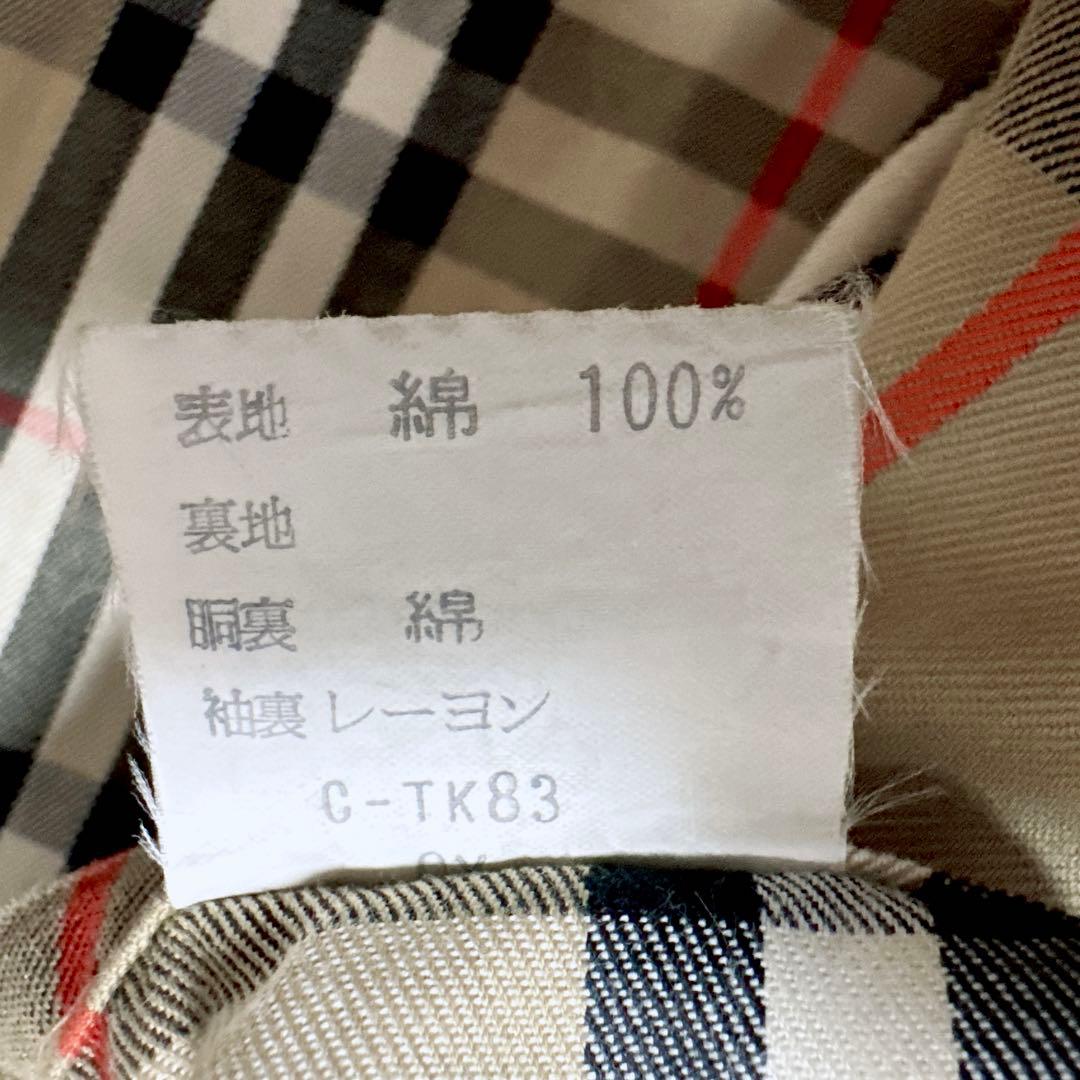 表地 綿 100%
裏地
胴裏 綿
袖裏 レーヨン
C-TK83